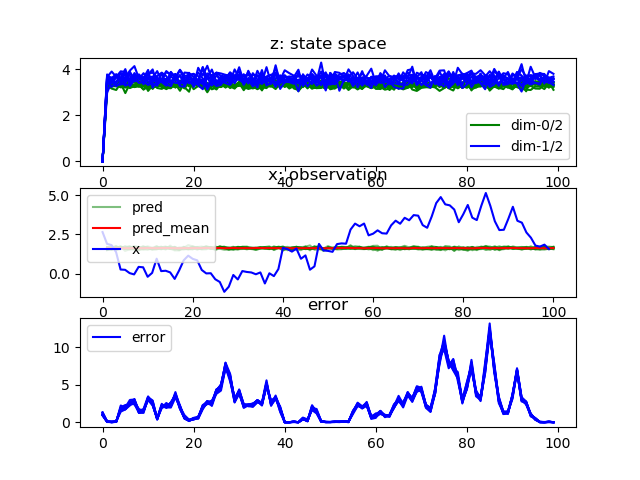 z: state space
4
2
0
dim-0/2
dim-1/2
0 20 40 60 80 100
x: observation
5.0
2.5
0.0
pred
pred_mean
x
0 20 40 60 80 100
error
10
5
0
error
0 20 40 60 80 100